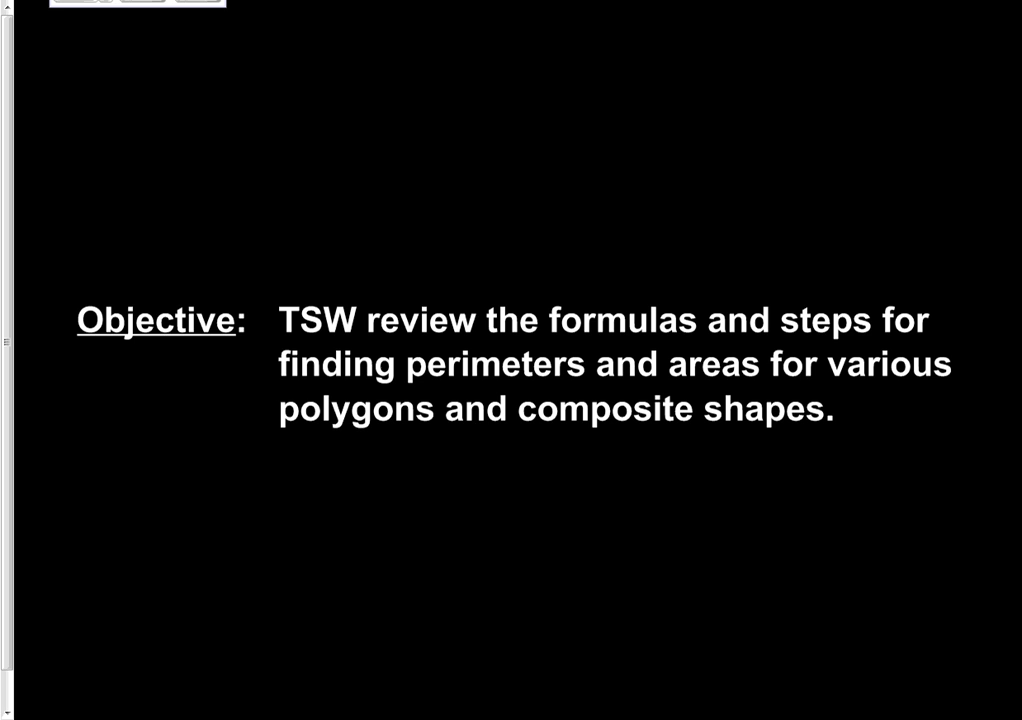 Objective: TSW review the formulas and steps for
finding perimeters and areas for various
polygons and composite shapes.